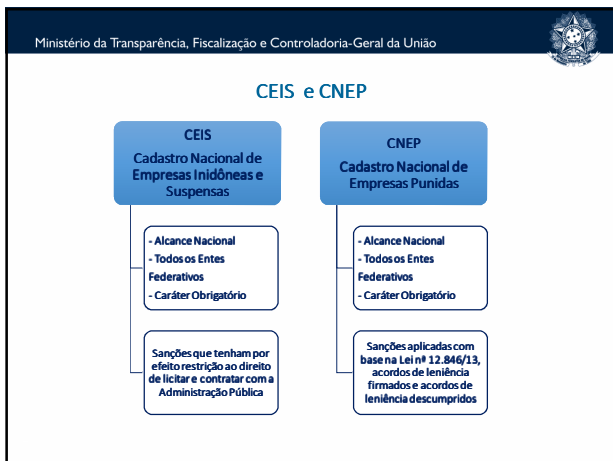 Ministério da Transparência, Fiscalização e Controladoria-Geral da União
CEIS e CNEP
CEIS
Cadastro Nacional de
Empresas Inidôneas e
Suspensas
- Alcance Nacional
- Todos os Entes
Federativos
- Caráter Obrigatório
Sanções que tenham por
efeito restrição ao direito
de licitar e contratar com a
Administração Pública
CNEP
Cadastro Nacional de
Empresas Punidas
- Alcance Nacional
- Todos os Entes
Federativos
- Caráter Obrigatório
Sanções aplicadas com
base na Lei nº 12.846/13,
acordos de leniência
firmados e acordos de
leniência descumpridos